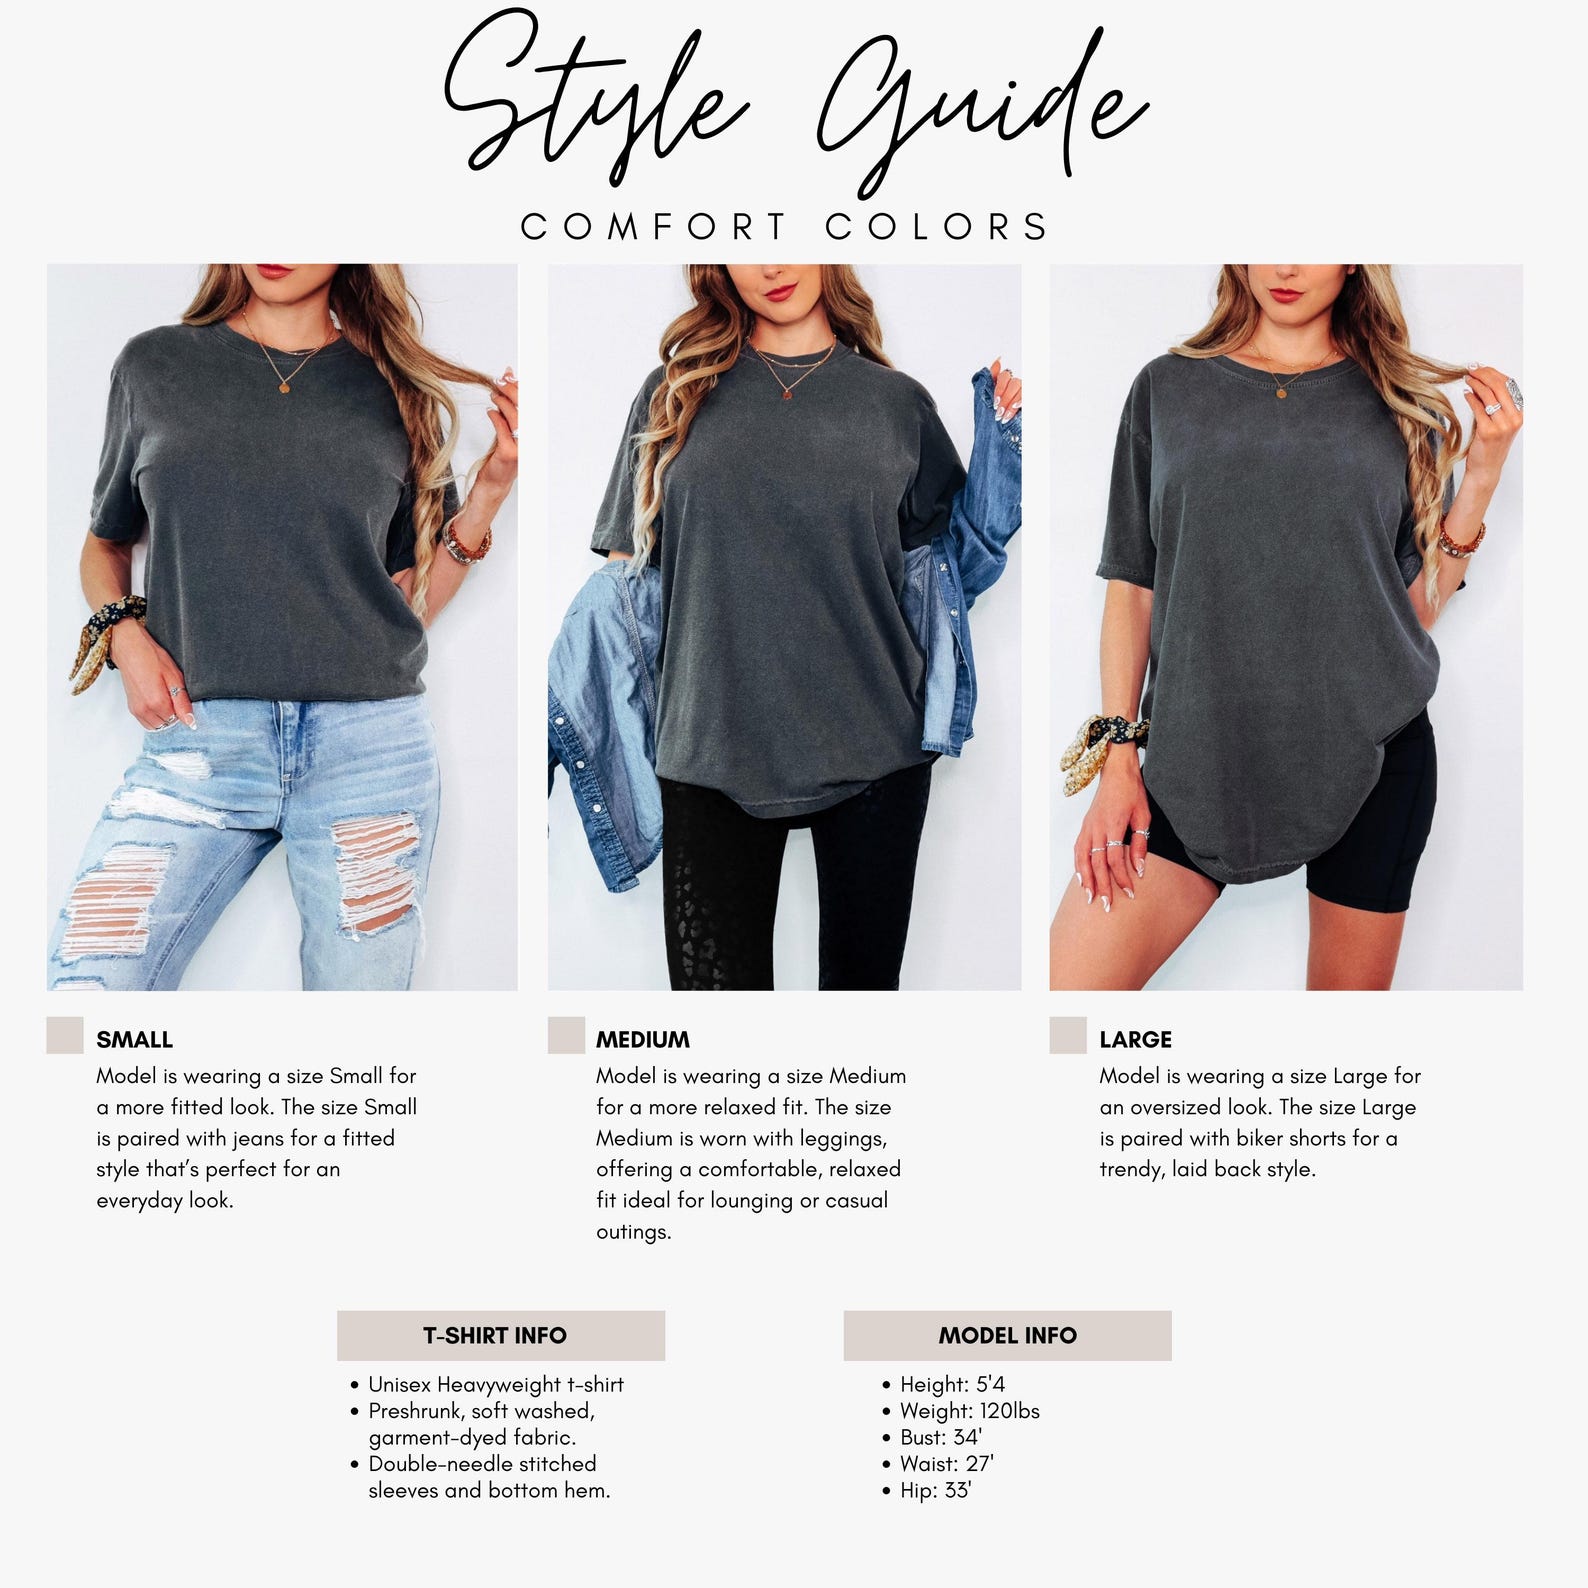 Style Guide
COMFORT COLORS
SMALL
Model is wearing a size Small for
a more fitted look. The size Small
is paired with jeans for a fitted
style that’s perfect for an
everyday look.
MEDIUM
Model is wearing a size Medium
for a more relaxed fit. The size
Medium is worn with leggings,
offering a comfortable, relaxed
fit ideal for lounging or casual
outings.
LARGE
Model is wearing a size Large for
an oversized look. The size Large
is paired with biker shorts for a
trendy, laid back style.
T-SHIRT INFO
• Unisex Heavyweight t-shirt
• Preshrunk, soft washed,
garment-dyed fabric.
• Double-needle stitched
sleeves and bottom hem.
MODEL INFO
• Height: 5'4
• Weight: 120lbs
• Bust: 34'
• Waist: 27'
• Hip: 33'